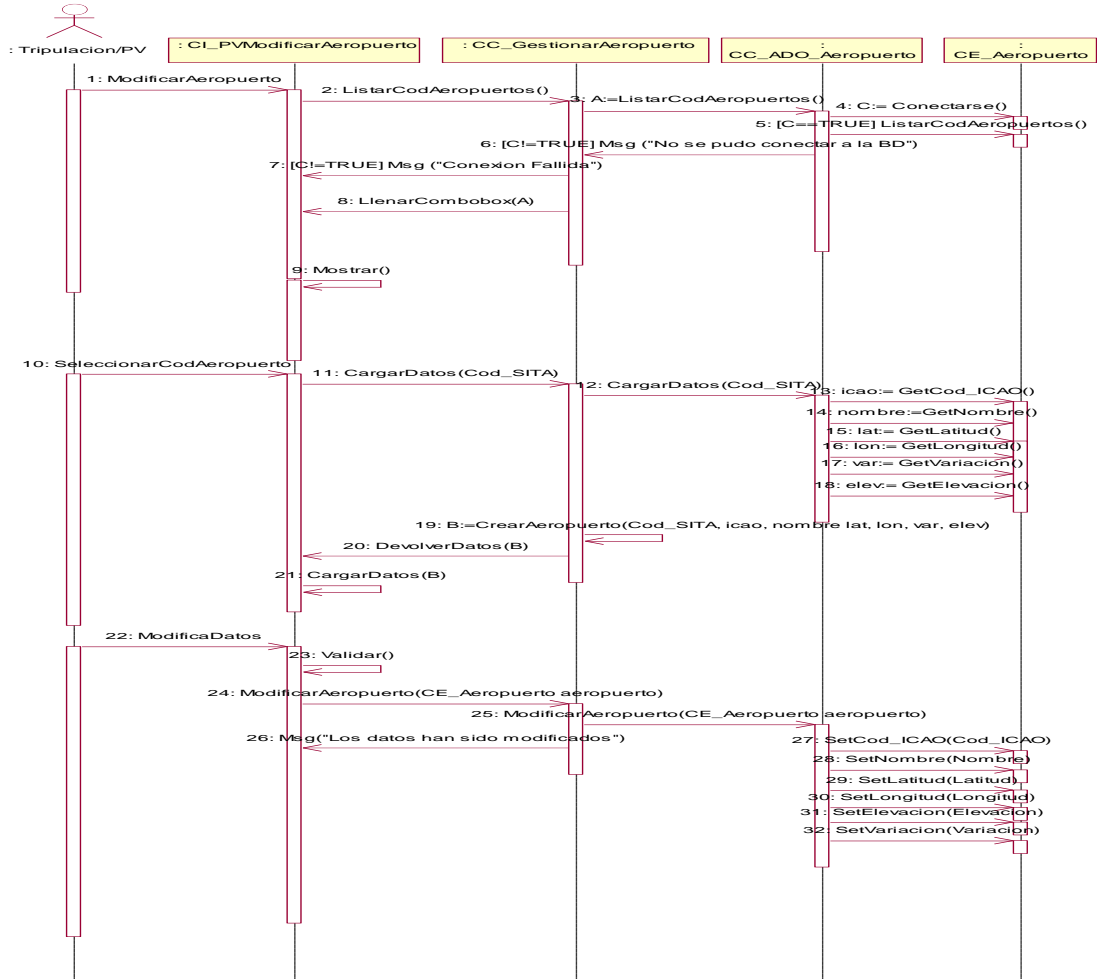 : Tripulacion/PV
: CI_PVModificarAeropuerto
: CC_GestionarAeropuerto
:
CC_ADO_Aeropuerto
:
CE_Aeropuerto
1: ModificarAeropuerto
2: ListarCodAeropuertos()
3: A:=ListarCodAeropuertos()
4: C:= Conectarse()
5: [C==TRUE] ListarCodAeropuertos()
6: [C!=TRUE] Msg ("No se pudo conectar a la BD")
7: [C!=TRUE] Msg ("Conexion Fallida")
8: LlenarCombobox(A)
9: Mostrar()
10: SeleccionarCodAeropuerto
11: CargarDatos(Cod_SITA)
12: CargarDatos(Cod_SITA)
13: icao:= GetCod_ICAO()
14: nombre:=GetNombre()
15: lat:= GetLatitud()
16: lon:= GetLongitud()
17: var:= GetVariacion()
18: elev:= GetElevacion()
19: B:=CrearAeropuerto(Cod_SITA, icao, nombre lat, lon, var, elev)
20: DevolverDatos(B)
21: CargarDatos(B)
22: ModificaDatos
23: Validar()
24: ModificarAeropuerto(CE_Aeropuerto aeropuerto)
25: ModificarAeropuerto(CE_Aeropuerto aeropuerto)
26: Msg("Los datos han sido modificados")
27: SetCod_ICAO(Cod_ICAO)
28: SetNombre(Nombre)
29: SetLatitud(Latitud)
30: SetLongitud(Longitud)
31: SetElevacion(Elevacion)
32: SetVariacion(Variacion)